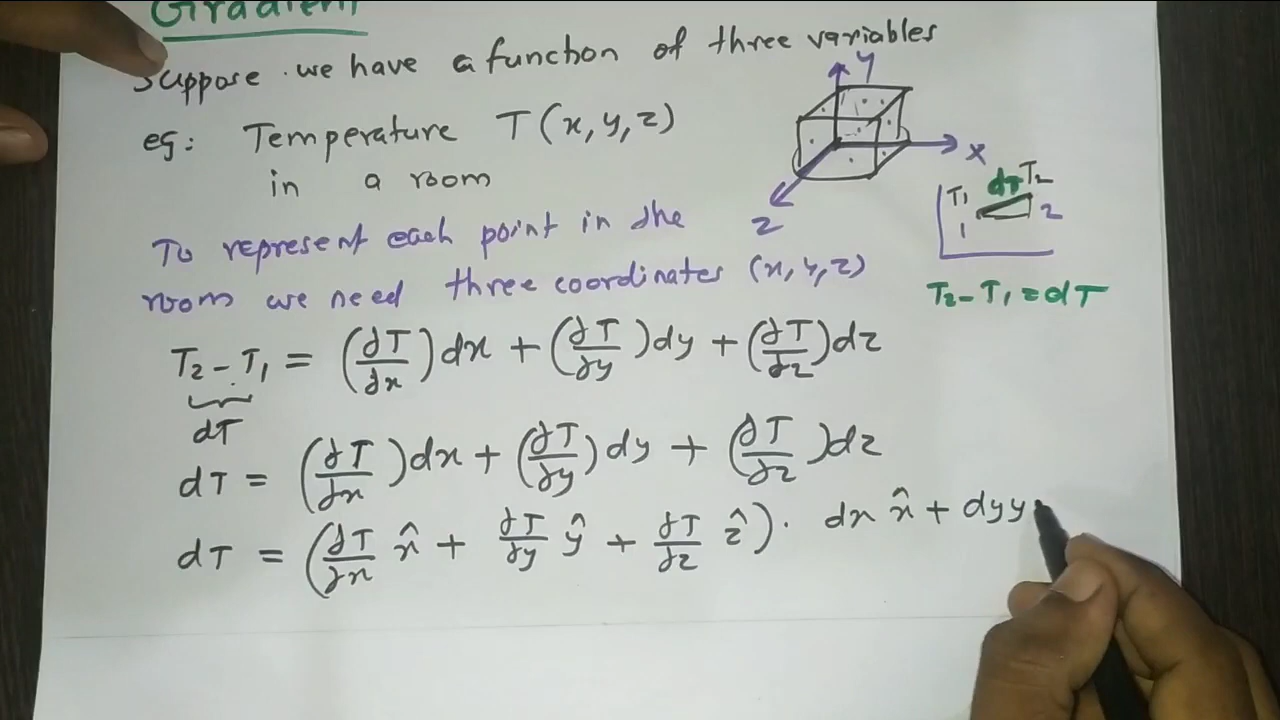 Gradient
Suppose we have a function of three variables
eg: Temperature T(x,y,z)
in a room
Y
X
Z
T₁ dT T₂
1 2
T₂-T₁=dT
To represent each point in the
room we need three coordinates (x,y,z)
T₂-T₁ = (∂T/∂x)dx + (∂T/∂y)dy + (∂T/∂z)dz
dT
dT = (∂T/∂x)dx + (∂T/∂y)dy + (∂T/∂z)dz
dT = (∂T/∂x x̂ + ∂T/∂y ŷ + ∂T/∂z ẑ). dx x̂ + dy y